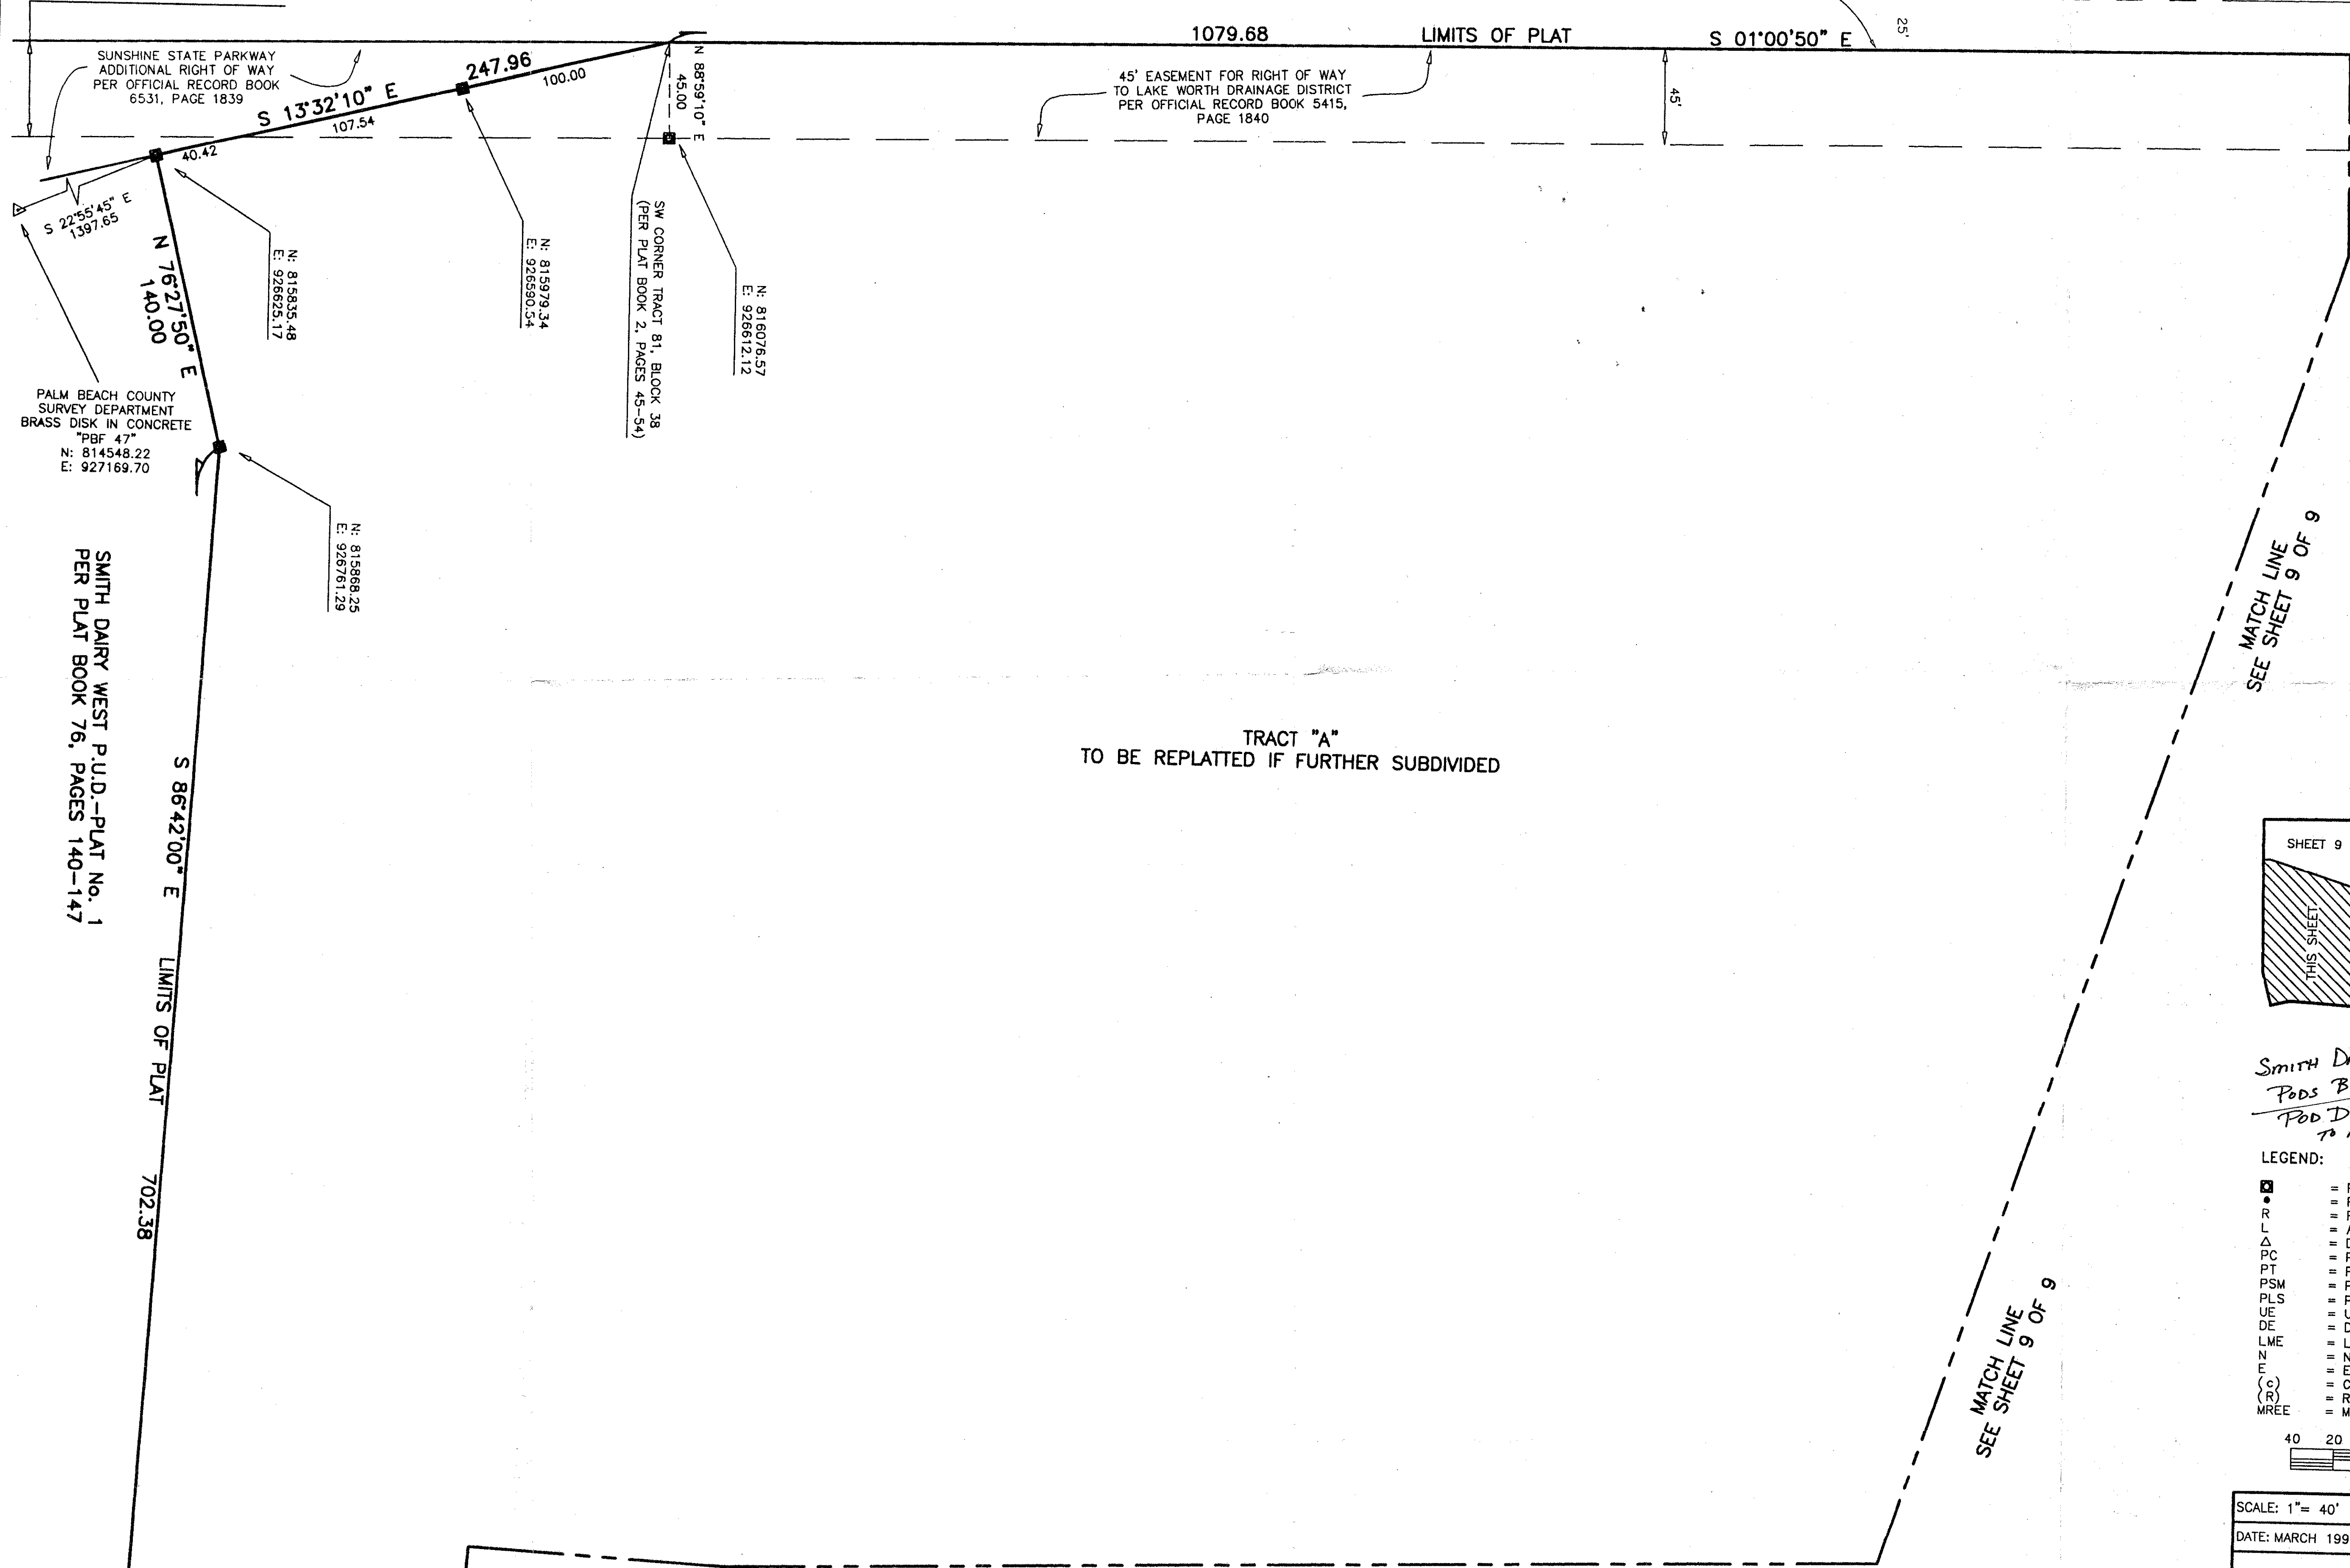 1079.68
LIMITS OF PLAT
S 01°00'50" E
25'
SUNSHINE STATE PARKWAY
ADDITIONAL RIGHT OF WAY
PER OFFICIAL RECORD BOOK
6531, PAGE 1839
247.96
100.00
S 13°32'10" E
107.54
40.42
N 88°59'10" E
45.00
45' EASEMENT FOR RIGHT OF WAY
TO LAKE WORTH DRAINAGE DISTRICT
PER OFFICIAL RECORD BOOK 5415,
PAGE 1840
45'
S 22°55'45" E
1397.65
N 76°27'50" E
140.00
N: 815835.48
E: 926625.17
N: 815979.34
E: 926590.54
SW CORNER TRACT 81, BLOCK 38
(PER PLAT BOOK 2, PAGES 45-54)
N: 816076.57
E: 926612.12
PALM BEACH COUNTY
SURVEY DEPARTMENT
BRASS DISK IN CONCRETE
"PBF 47"
N: 814548.22
E: 927169.70
N: 815868.25
E: 926761.29
SMITH DAIRY WEST P.U.D.-PLAT No. 1
PER PLAT BOOK 76, PAGES 140-147
S 86°42'00" E
LIMITS OF PLAT
702.38
TRACT "A"
TO BE REPLATTED IF FURTHER SUBDIVIDED
MATCH LINE
SEE SHEET 9 OF 9
MATCH LINE
SEE SHEET 9 OF 9
SHEET 9
THIS SHEET
SMITH
PODS B
POD D
TO
LEGEND:
=
=
R =
L =
Δ =
PC =
PT =
PSM =
PLS =
UE =
DE =
LME =
N =
E =
(c) =
(R) =
MREE =
40 20
SCALE: 1"= 40'
DATE: MARCH 199